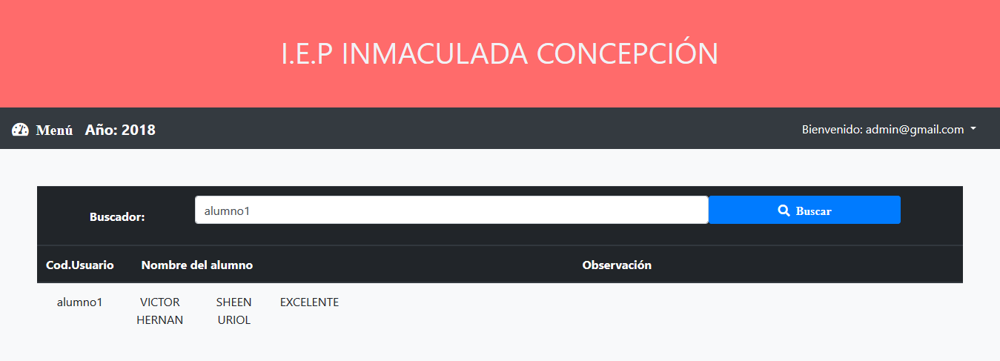 I.E.P INMACULADA CONCEPCIÓN
Menú Año: 2018 Bienvenido: admin@gmail.com
Buscador: alumno1 Buscar
Cod.Usuario Nombre del alumno Observación
alumno1 VICTOR SHEEN EXCELENTE
HERNAN URIOL